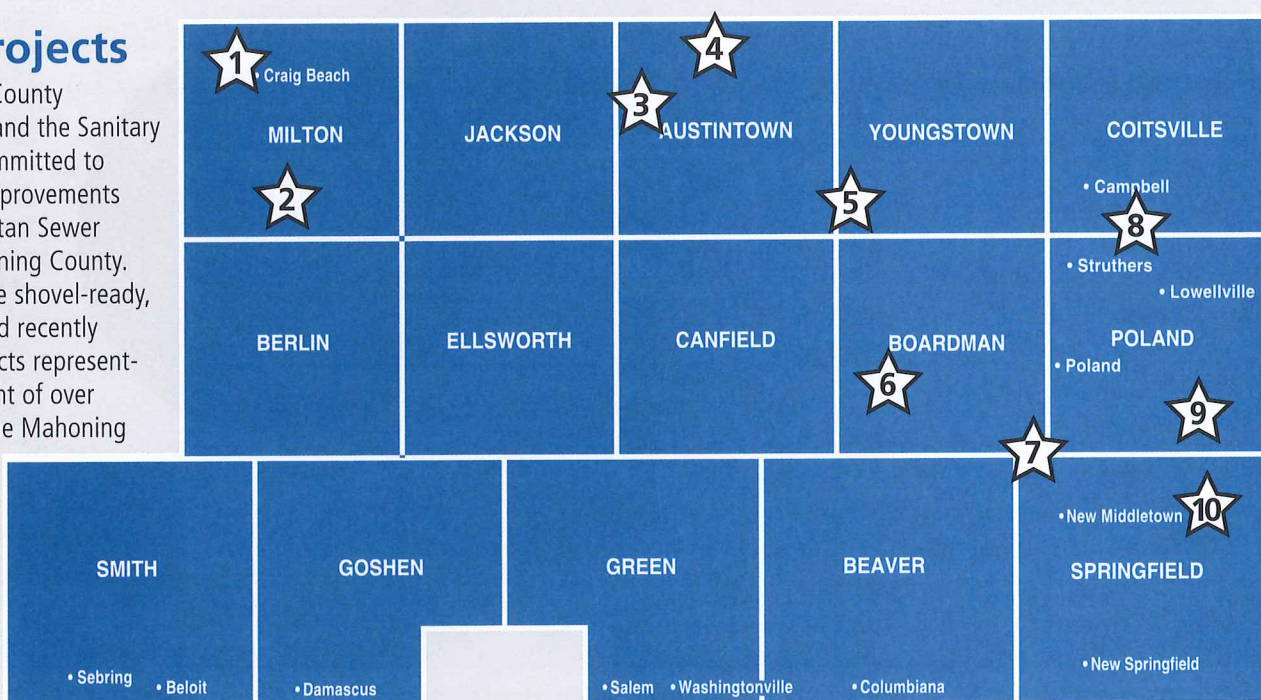 rojects
County
and the Sanitary
mmitted to
provements
tan Sewer
ning County.
e shovel-ready,
d recently
cts represent-
nt of over
e Mahoning
1
• Craig Beach
MILTON
2
JACKSON
3
4
AUSTINTOWN
YOUNGSTOWN
5
COITSVILLE
• Campbell
8
BERLIN
ELLSWORTH
CANFIELD
BOARDMAN
6
• Struthers
• Lowellville
POLAND
• Poland
9
7
SMITH
• Sebring
• Beloit
GOSHEN
• Damascus
GREEN
• Salem
• Washingtonville
BEAVER
• Columbiana
• New Middletown
10
SPRINGFIELD
• New Springfield